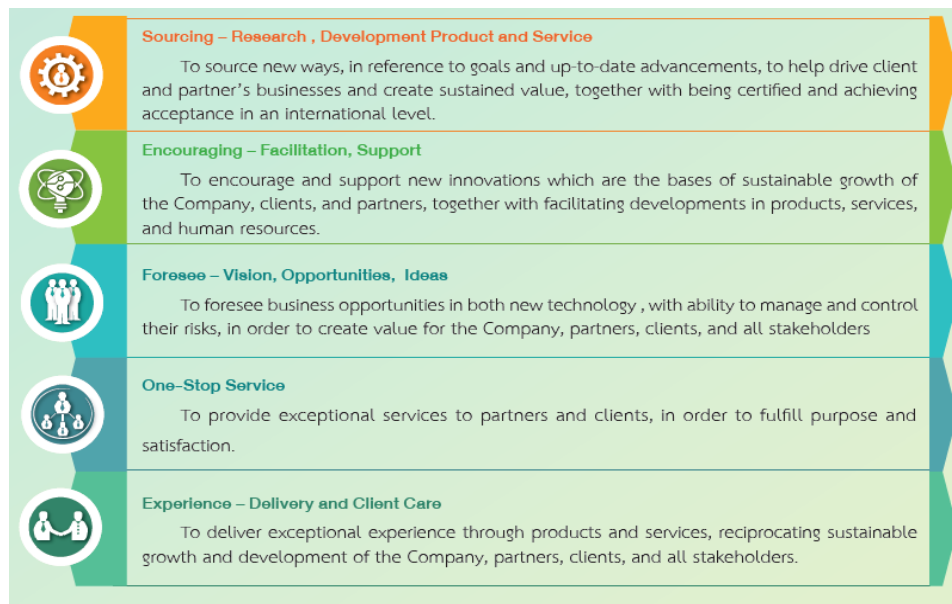 Sourcing – Research , Development Product and Service
To source new ways, in reference to goals and up-to-date advancements, to help drive client
and partner's businesses and create sustained value, together with being certified and achieving
acceptance in an international level.
Encouraging – Facilitation, Support
To encourage and support new innovations which are the bases of sustainable growth of
the Company, clients, and partners, together with facilitating developments in products, services,
and human resources.
Foresee – Vision, Opportunities, Ideas
To foresee business opportunities in both new technology , with ability to manage and control
their risks, in order to create value for the Company, partners, clients, and all stakeholders
One-Stop Service
To provide exceptional services to partners and clients, in order to fulfill purpose and
satisfaction.
Experience – Delivery and Client Care
To deliver exceptional experience through products and services, reciprocating sustainable
growth and development of the Company, partners, clients, and all stakeholders.